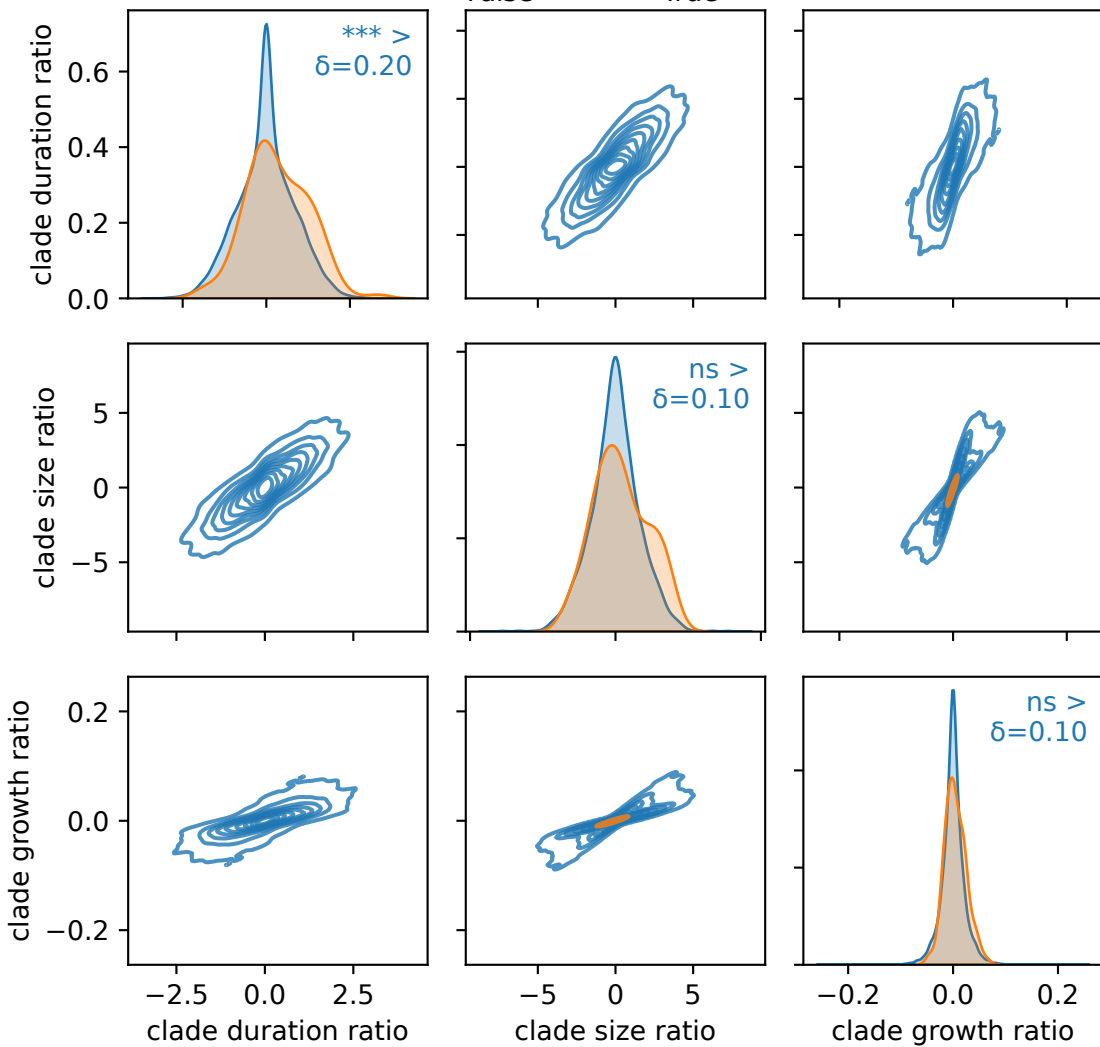 clade duration ratio
0.6
0.4
0.2
0.0
*** >
δ=0.20
clade size ratio
5
0
−5
ns >
δ=0.10
clade growth ratio
0.2
0.0
−0.2
ns >
δ=0.10
−2.5 0.0 2.5
−5 0 5
−0.2 0.0 0.2
clade duration ratio
clade size ratio
clade growth ratio